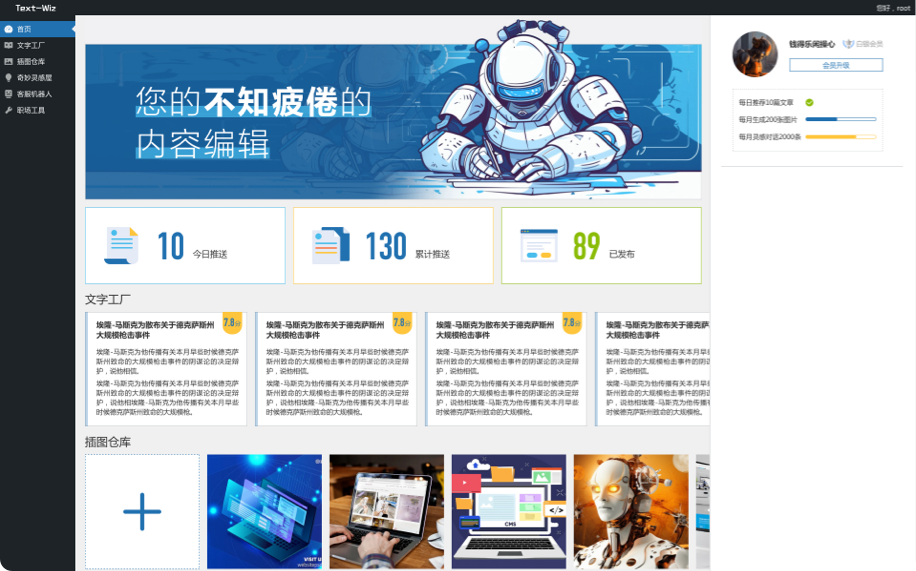 Text-Wiz
您好，root
首页
文字工厂
插图仓库
奇妙灵感屋
客服机器人
职场工具
您的不知疲倦的
内容编辑
钱得乐闲操心
白银会员
会员升级
每日推荐10篇文章
每月生成200张图片
每月灵感对话2000条
10 今日推送
130 累计推送
89 已发布
文字工厂
埃隆-马斯克为散布关于德克萨斯州
大规模枪击事件
7.8分
埃隆-马斯克为他传播有关本月早些时候德克萨
斯州致命的大规模枪击事件的阴谋论的决定辩
护，说他相信。
埃隆-马斯克为他传播有关本月早些时候德克萨
斯州致命的大规模枪击事件的阴谋论的决定辩
护，说他相埃隆-马斯克为他传播有关本月早些
时候德克萨斯州致命的大规模枪。
埃隆-马斯克为散布关于德克萨斯州
大规模枪击事件
7.8分
埃隆-马斯克为他传播有关本月早些时候德克萨
斯州致命的大规模枪击事件的阴谋论的决定辩
护，说他相信。
埃隆-马斯克为他传播有关本月早些时候德克萨
斯州致命的大规模枪击事件的阴谋论的决定辩
护，说他相埃隆-马斯克为他传播有关本月早些
时候德克萨斯州致命的大规模枪。
埃隆-马斯克为散布关于德克萨斯州
大规模枪击事件
7.8分
埃隆-马斯克为他传播有关本月早些时候德克萨
斯州致命的大规模枪击事件的阴谋论的决定辩
护，说他相信。
埃隆-马斯克为他传播有关本月早些时候德克萨
斯州致命的大规模枪击事件的阴谋论的决定辩
护，说他相埃隆-马斯克为他传播有关本月早些
时候德克萨斯州致命的大规模枪。
埃隆-马斯克为散布关于德克萨
大规模枪击事件
埃隆-马斯克为他传播有关本月早些时
斯州致命的大规模枪击事件的阴谋论
护，说他相信。
埃隆-马斯克为他传播有关本月早些时
斯州致命的大规模枪击事件的阴谋论
护，说他相埃隆-马斯克为他传播有关
时候德克萨斯州致命的大规模枪。
插图仓库
VISIT U
CMS